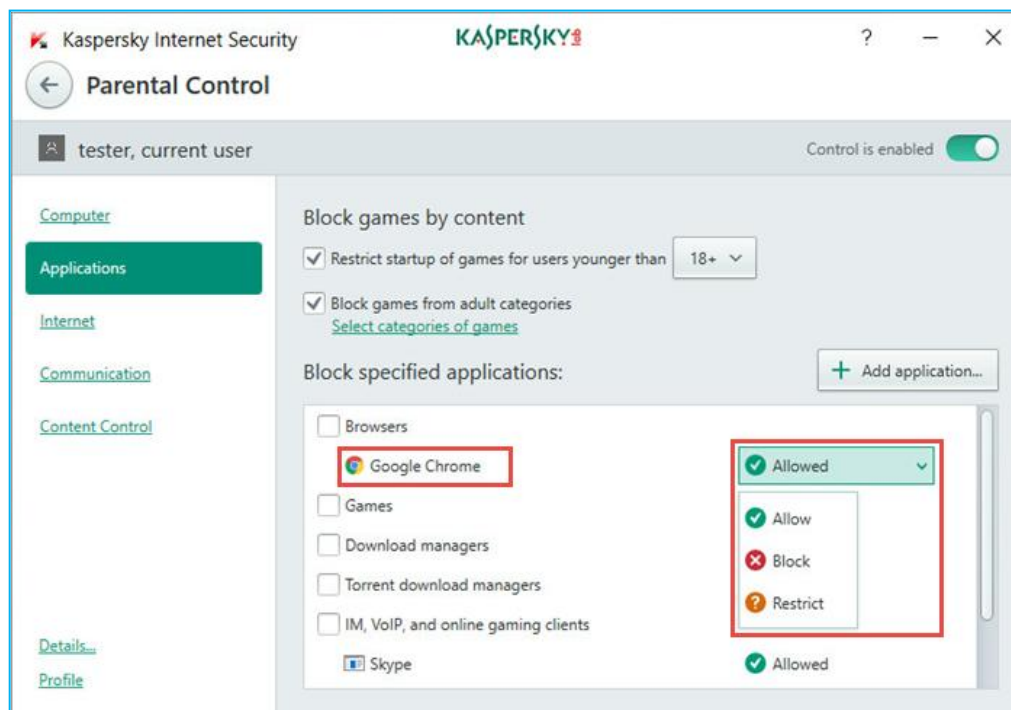 Kaspersky Internet Security
KASPERSKY lab
?
Parental Control
tester, current user
Control is enabled
Computer
Applications
Internet
Communication
Content Control
Details...
Profile
Block games by content
Restrict startup of games for users younger than 18+
Block games from adult categories
Select categories of games
Block specified applications:
+ Add application...
Browsers
Google Chrome
Allowed
Allow
Block
Restrict
Games
Download managers
Torrent download managers
IM, VoIP, and online gaming clients
Skype
Allowed